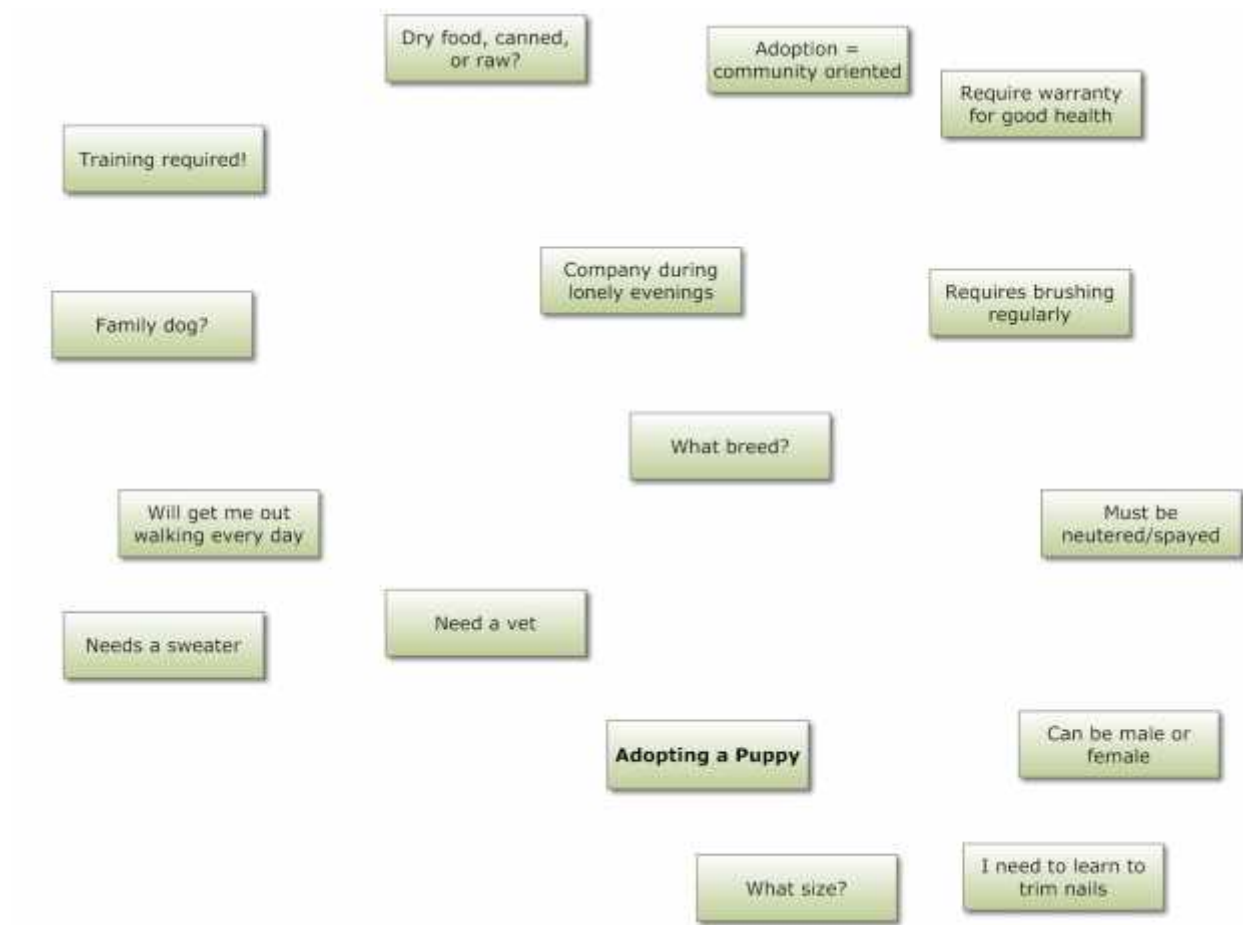 Dry food, canned,
or raw?
Adoption =
community oriented
Require warranty
for good health
Training required!
Company during
lonely evenings
Requires brushing
regularly
Family dog?
What breed?
Will get me out
walking every day
Must be
neutered/spayed
Need a vet
Needs a sweater
Adopting a Puppy
Can be male or
female
What size?
I need to learn to
trim nails